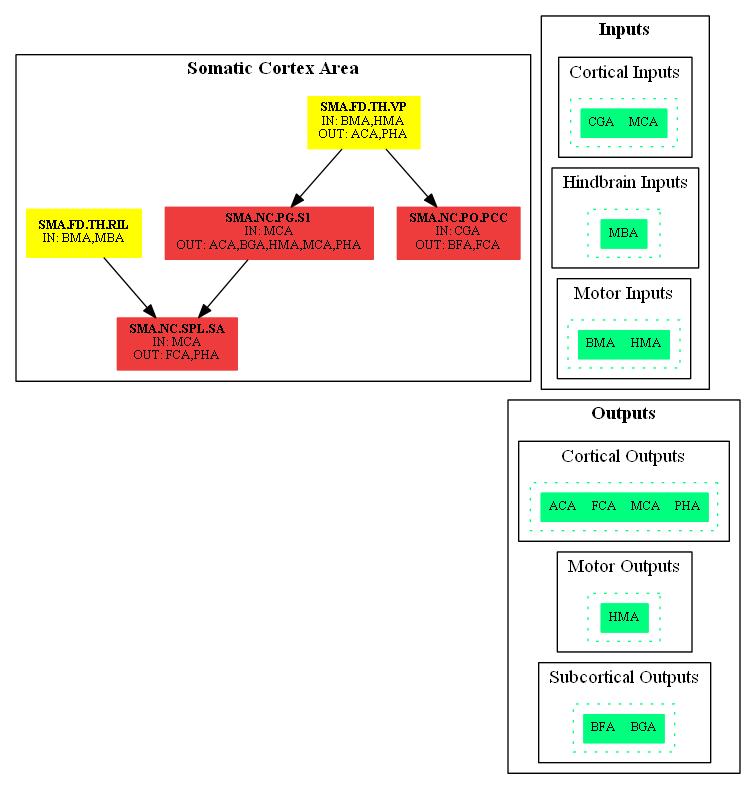 Somatic Cortex Area
SMA.FD.TH.VP
IN: BMA,HMA
OUT: ACA,PHA
SMA.FD.TH.RIL
IN: BMA,MBA
SMA.NC.PG.S1
IN: MCA
OUT: ACA,BGA,HMA,MCA,PHA
SMA.NC.PO.PCC
IN: CGA
OUT: BFA,FCA
SMA.NC.SPL.SA
IN: MCA
OUT: FCA,PHA
Inputs
Cortical Inputs
CGA MCA
Hindbrain Inputs
MBA
Motor Inputs
BMA HMA
Outputs
Cortical Outputs
ACA FCA MCA PHA
Motor Outputs
HMA
Subcortical Outputs
BFA BGA